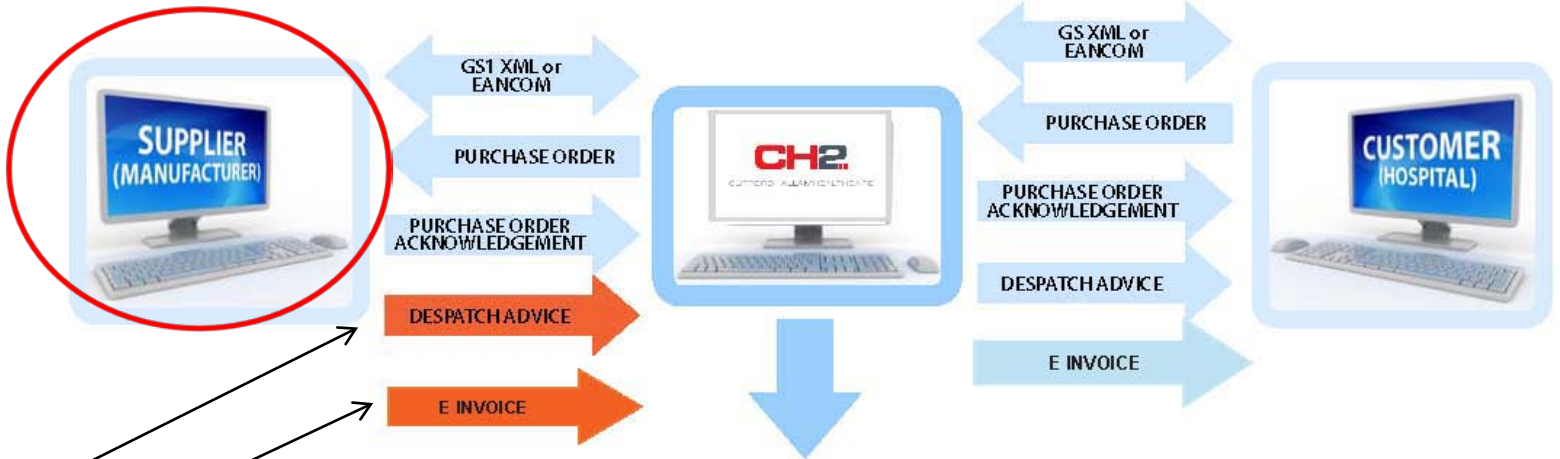 SUPPLIER
(MANUFACTURER)
GS1 XML or
EANCOM
PURCHASE ORDER
PURCHASE ORDER
ACKNOWLEDGEMENT
DESPATCH ADVICE
E INVOICE
CH2
GS XML or
EANCOM
PURCHASE ORDER
PURCHASE ORDER
ACKNOWLEDGEMENT
DESPATCH ADVICE
E INVOICE
CUSTOMER
(HOSPITAL)